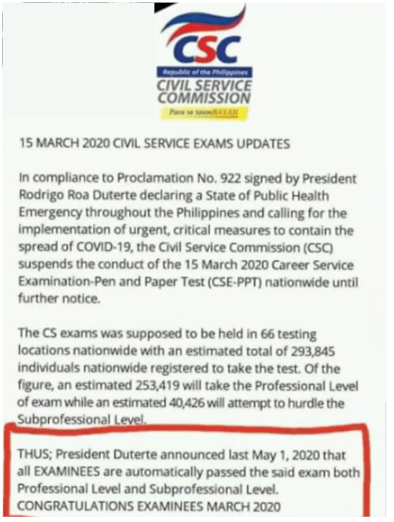 CSC
Republic of the Philippines
CIVIL SERVICE
COMMISSION
Para sa taumBAYAN
15 MARCH 2020 CIVIL SERVICE EXAMS UPDATES
In compliance to Proclamation No. 922 signed by President
Rodrigo Roa Duterte declaring a State of Public Health
Emergency throughout the Philippines and calling for the
implementation of urgent, critical measures to contain the
spread of COVID-19, the Civil Service Commission (CSC)
suspends the conduct of the 15 March 2020 Career Service
Examination-Pen and Paper Test (CSE-PPT) nationwide until
further notice.
The CS exams was supposed to be held in 66 testing
locations nationwide with an estimated total of 293,845
individuals nationwide registered to take the test. Of the
figure, an estimated 253,419 will take the Professional Level
of exam while an estimated 40,426 will attempt to hurdle the
Subprofessional Level.
THUS; President Duterte announced last May 1, 2020 that
all EXAMINEES are automatically passed the said exam both
Professional Level and Subprofessional Level.
CONGRATULATIONS EXAMINEES MARCH 2020